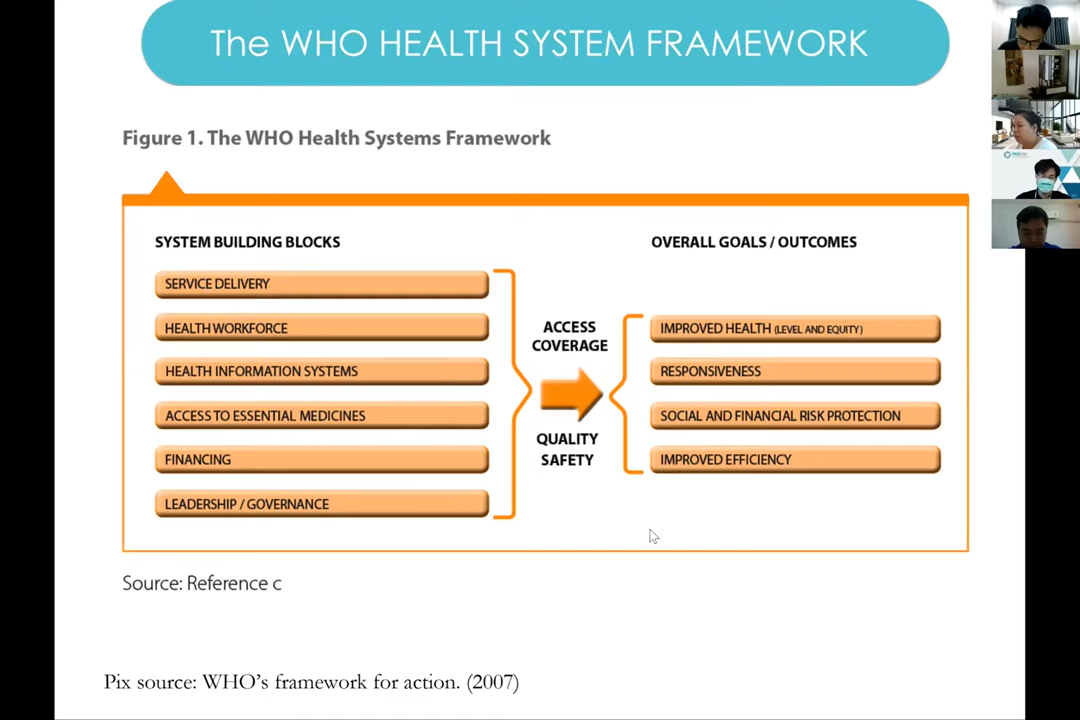 The WHO HEALTH SYSTEM FRAMEWORK
Figure 1. The WHO Health Systems Framework
SYSTEM BUILDING BLOCKS
SERVICE DELIVERY
HEALTH WORKFORCE
HEALTH INFORMATION SYSTEMS
ACCESS TO ESSENTIAL MEDICINES
FINANCING
LEADERSHIP / GOVERNANCE
ACCESS
COVERAGE
QUALITY
SAFETY
OVERALL GOALS / OUTCOMES
IMPROVED HEALTH (LEVEL AND EQUITY)
RESPONSIVENESS
SOCIAL AND FINANCIAL RISK PROTECTION
IMPROVED EFFICIENCY
Source: Reference c
Pix source: WHO’s framework for action. (2007)